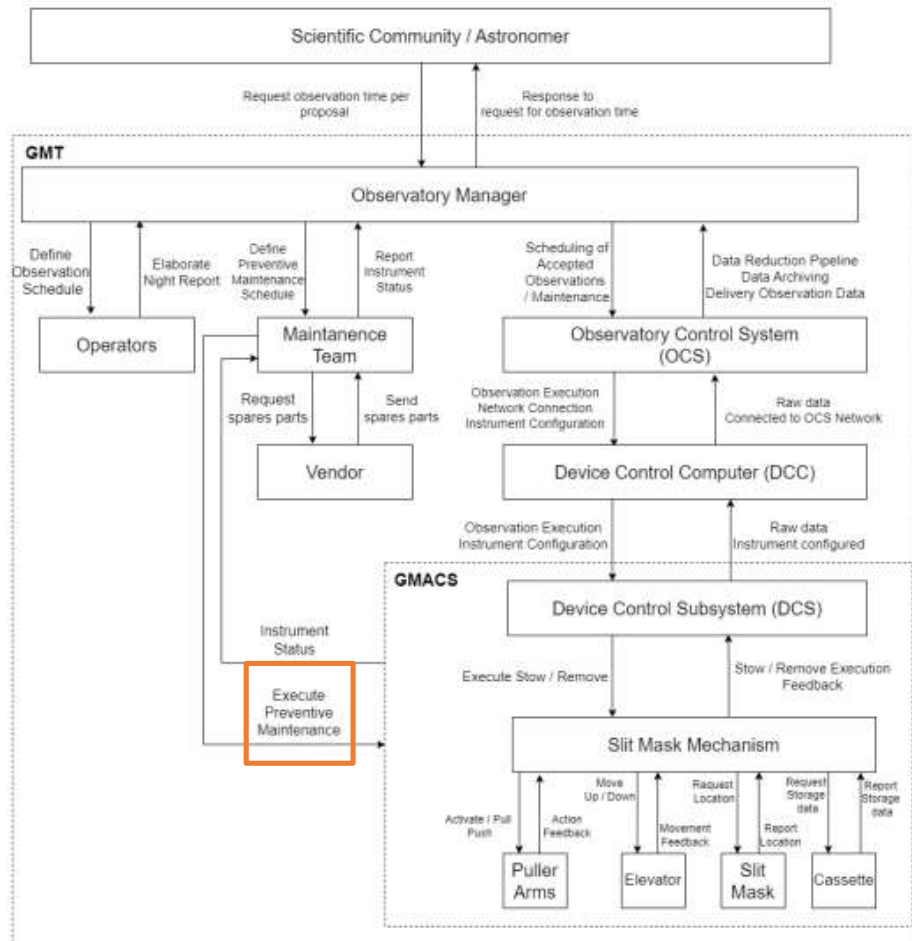 Scientific Community / Astronomer
Request observation time per
proposal
Response to
request for observation time
GMT
Observatory Manager
Define
Observation
Schedule
Elaborate
Night Report
Define
Preventive
Maintenance
Schedule
Report
Instrument
Status
Scheduling of
Accepted
Observations
/ Maintenance
Data Reduction Pipeline
Data Archiving
Delivery Observation Data
Operators
Maintanence
Team
Observatory Control System
(OCS)
Request
spares parts
Send
spares parts
Observation Execution
Network Connection
Instrument Configuration
Raw data
Connected to OCS Network
Vendor
Device Control Computer (DCC)
Observation Execution
Instrument Configuration
Raw data
Instrument configured
GMACS
Device Control Subsystem (DCS)
Instrument
Status
Execute Stow / Remove
Stow / Remove Execution
Feedback
Execute
Preventive
Maintenance
Slit Mask Mechanism
Activate / Pull
Push
Action
Feedback
Move
Up / Down
Movement
Feedback
Request
Location
Report
Location
Request
Storage
data
Report
Storage
data
Puller
Arms
Elevator
Slit
Mask
Cassette